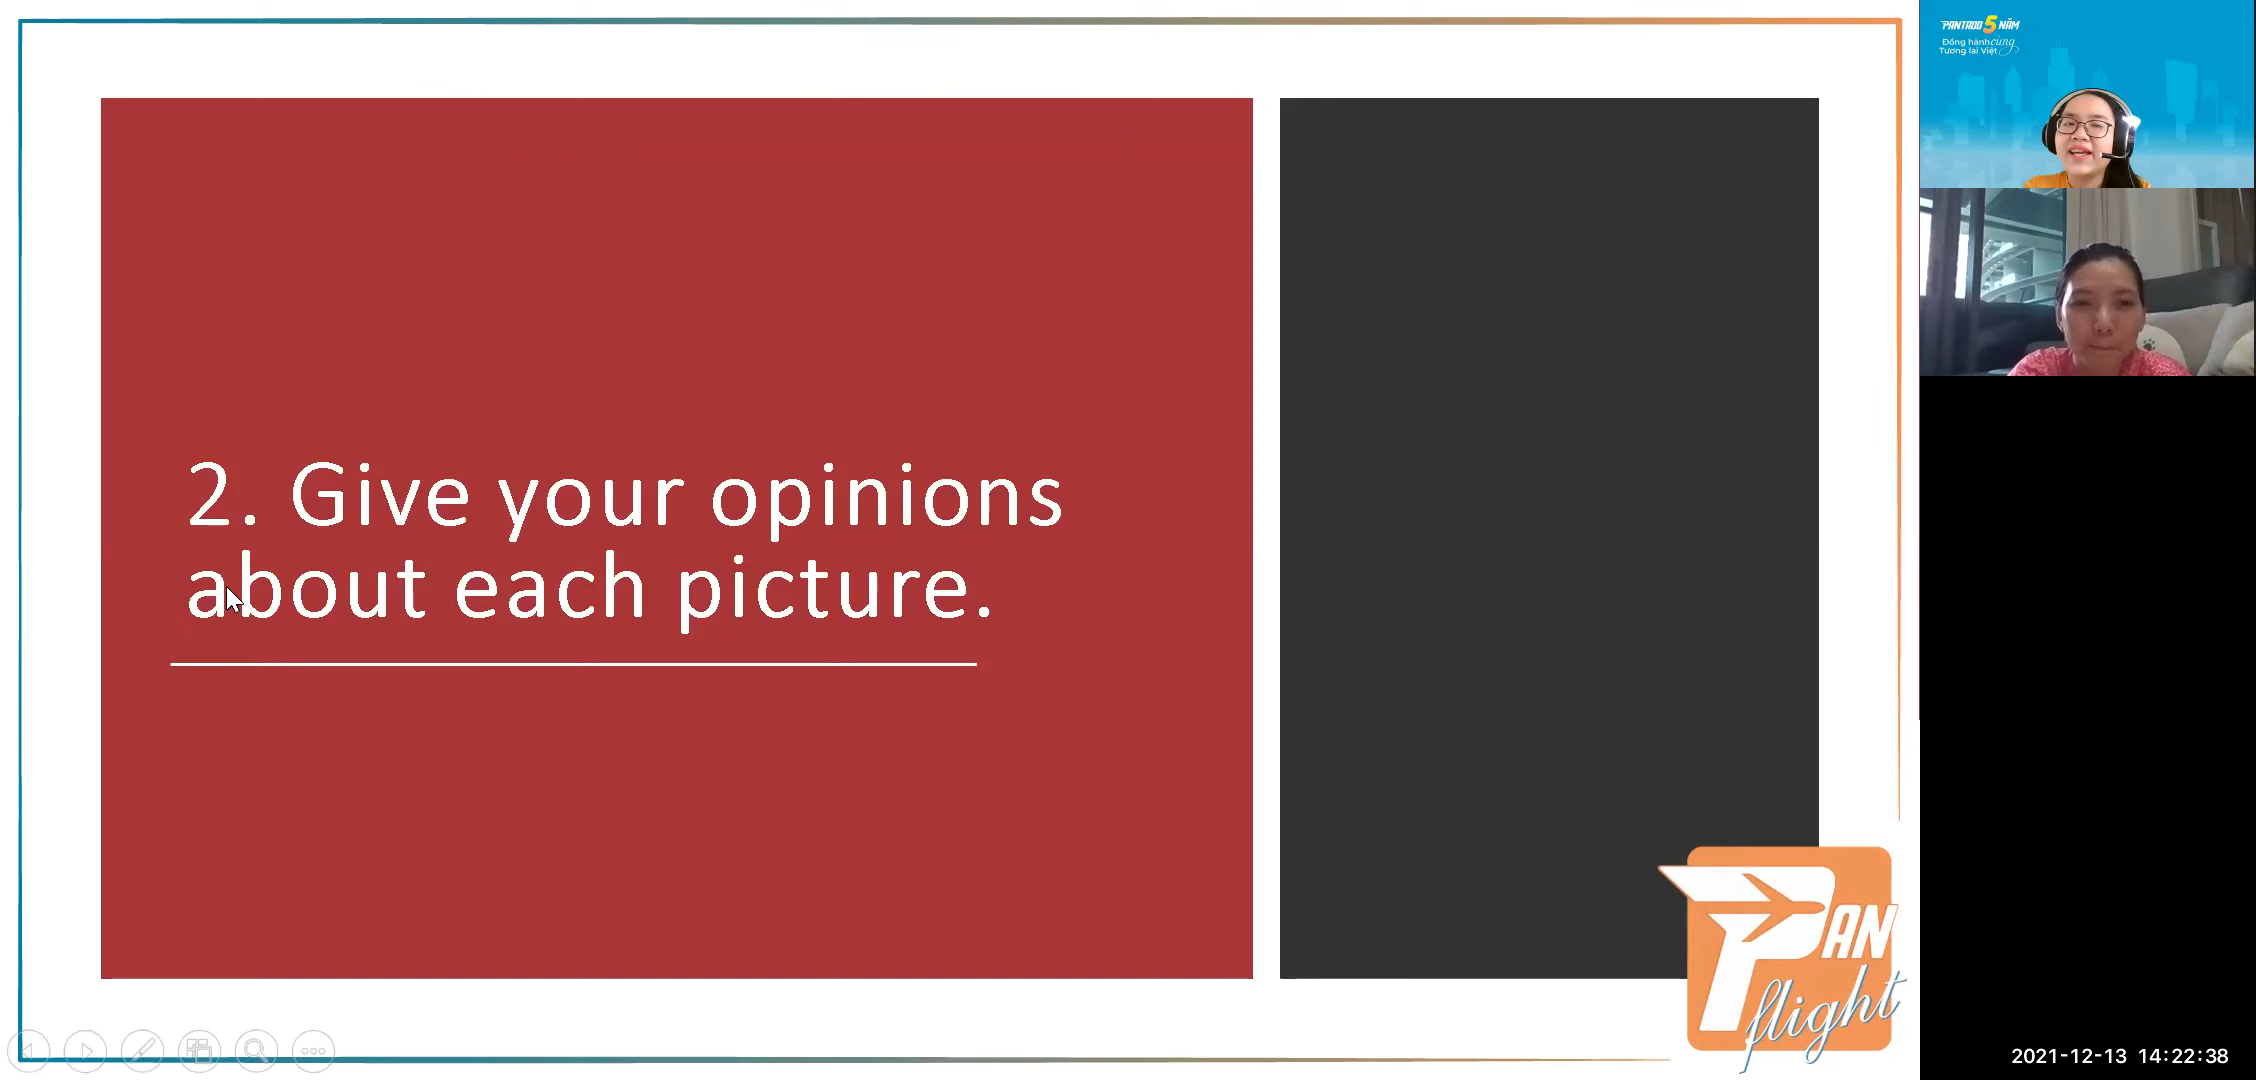 2. Give your opinions
about each picture.
PAN
flight
PANTADO 5 NĂM
Đồng hành cùng
Tương lai Việt
2021-12-13 14:22:38